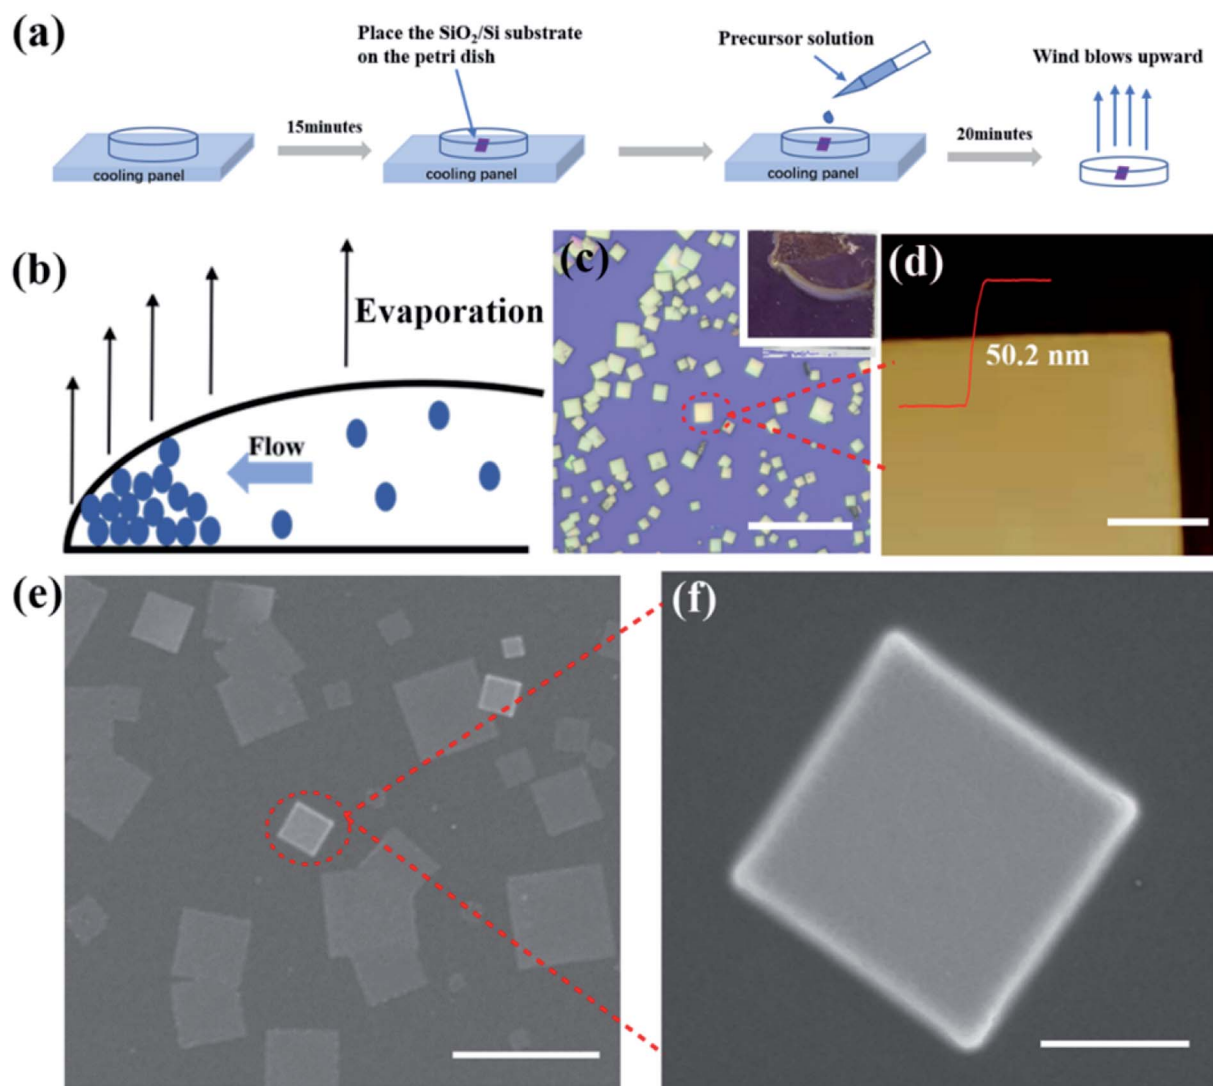 (a)
Place the SiO₂/Si substrate
on the petri dish
Precursor solution
Wind blows upward
15minutes
20minutes
cooling panel
cooling panel
cooling panel
(b)
Evaporation
Flow
(c)
(d)
50.2 nm
(e)
(f)